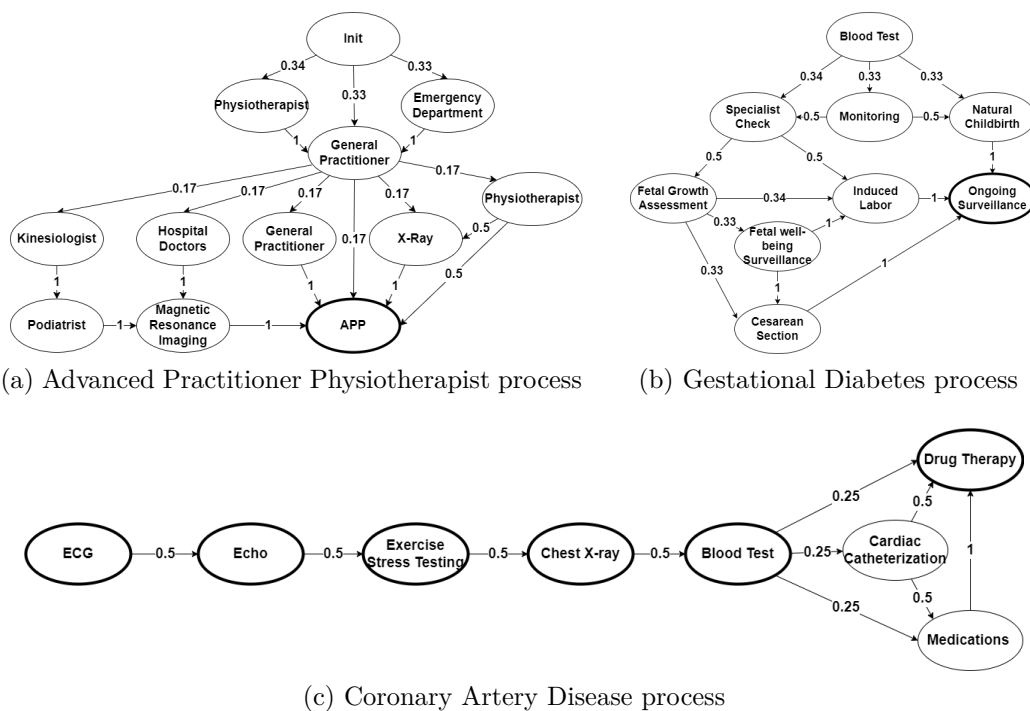 Init
0.34
0.33
0.33
Physiotherapist
Emergency
Department
1
1
General
Practitioner
0.17
0.17
0.17
0.17
0.17
0.17
Physiotherapist
Kinesiologist
Hospital
Doctors
General
Practitioner
X-Ray
0.5
0.5
1
1
1
1
Podiatrist
1
Magnetic
Resonance
Imaging
1
APP
(a) Advanced Practitioner Physiotherapist process
Blood Test
0.34
0.33
0.33
Specialist
Check
0.5
Monitoring
0.5
Natural
Childbirth
0.5
0.5
1
Fetal Growth
Assessment
0.34
Induced
Labor
1
Ongoing
Surveillance
0.33
Fetal well-
being
Surveillance
1
0.33
1
1
Cesarean
Section
(b) Gestational Diabetes process
Drug Therapy
0.25
0.5
ECG
0.5
Echo
0.5
Exercise
Stress Testing
0.5
Chest X-ray
0.5
Blood Test
0.25
Cardiac
Catheterization
1
0.25
0.5
Medications
(c) Coronary Artery Disease process